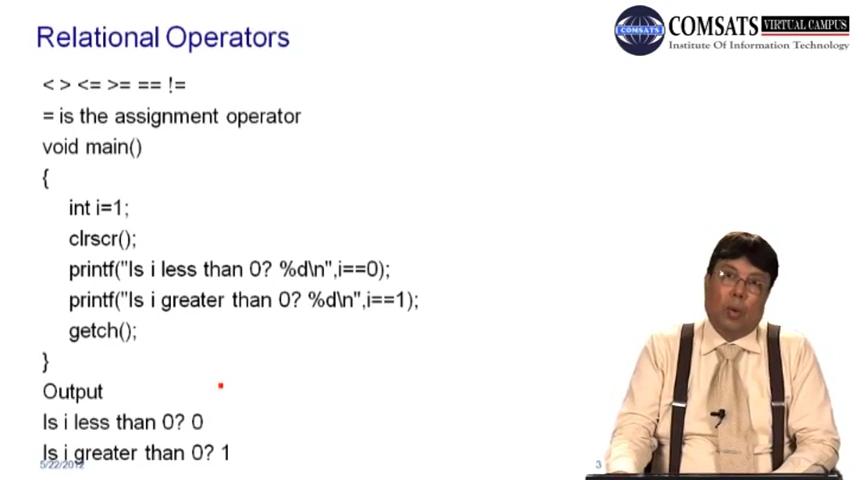 Relational Operators
COMSATS VIRTUAL CAMPUS
COMSATS
Institute Of Information Technology
< > <= >= == !=
= is the assignment operator
void main()
{
int i=1;
clrscr();
printf("Is i less than 0? %d\n",i==0);
printf("Is i greater than 0? %d\n",i==1);
getch();
}
Output
Is i less than 0? 0
Is i greater than 0? 1
5/22/2012
3